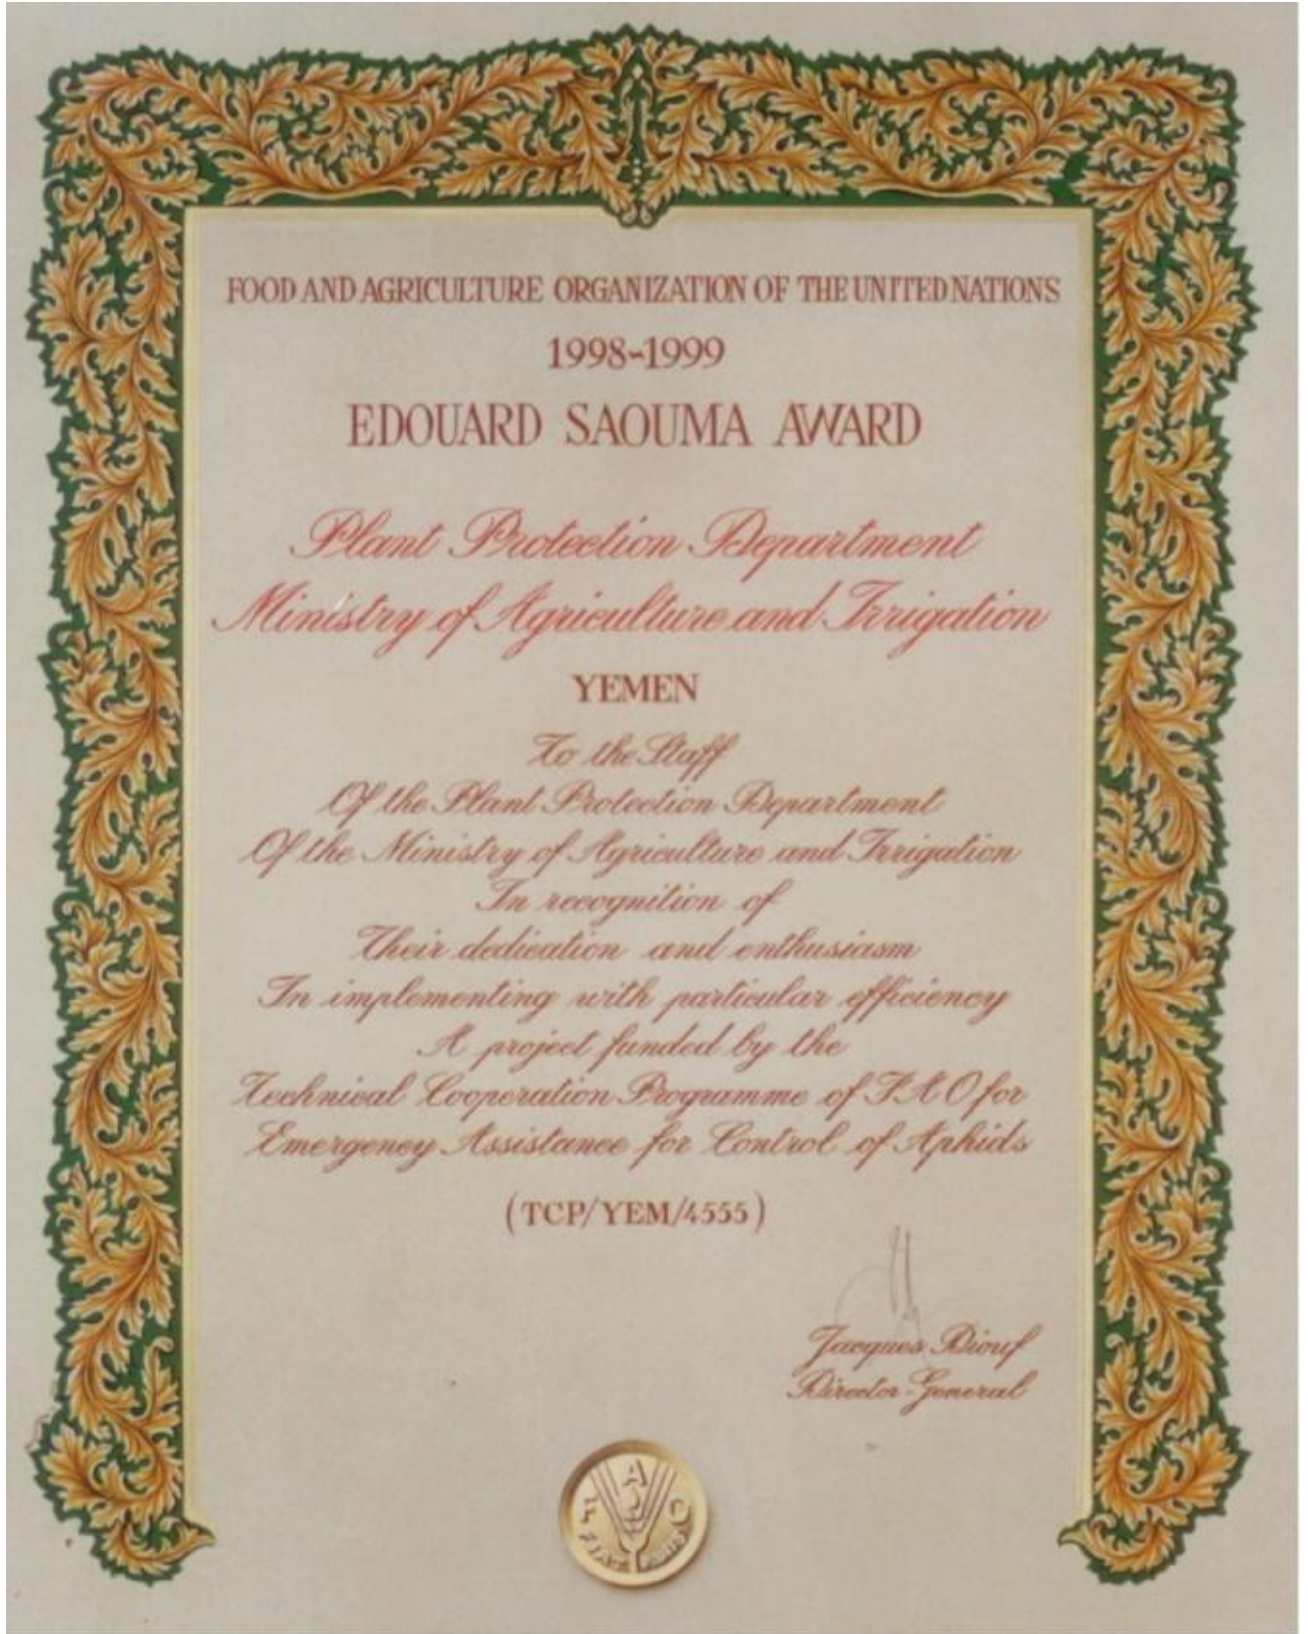 FOOD AND AGRICULTURE ORGANIZATION OF THE UNITED NATIONS
1998-1999
EDOUARD SAOUMA AWARD
Plant Protection Department
Ministry of Agriculture and Irrigation
YEMEN
To the Staff
Of the Plant Protection Department
Of the Ministry of Agriculture and Irrigation
In recognition of
Their dedication and enthusiasm
In implementing with particular efficiency
A project funded by the
Technical Cooperation Programme of FAO for
Emergency Assistance for Control of Aphids
(TCP/YEM/4555)
Jacques Diouf
Director-General
F A O
FIAT PANIS